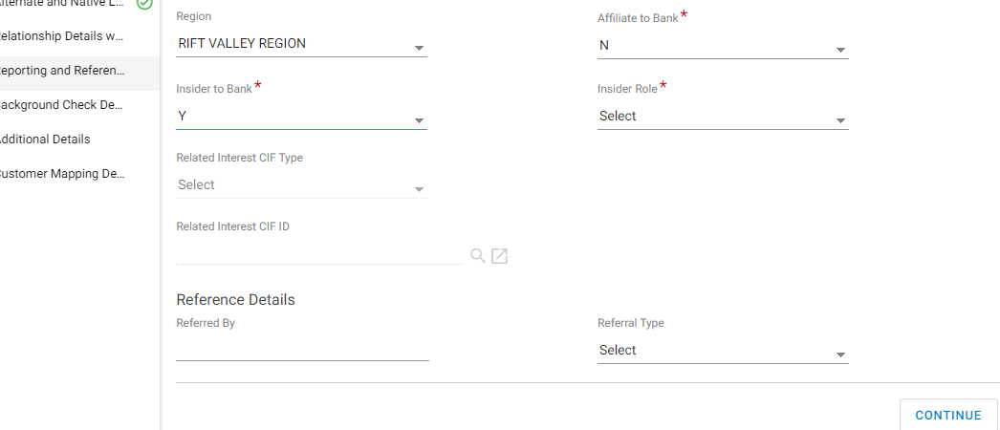 lternate and Native L...
elationship Details w...
eporting and Referen...
ackground Check De...
dditional Details
ustomer Mapping De...
Region
Affiliate to Bank*
RIFT VALLEY REGION
N
Insider to Bank*
Insider Role*
Y
Select
Related Interest CIF Type
Select
Related Interest CIF ID
Reference Details
Referred By
Referral Type
Select
CONTINUE